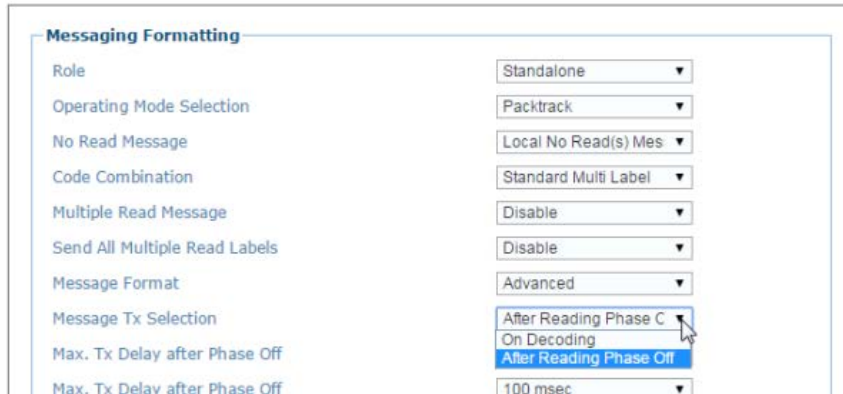 Messaging Formatting
Role Standalone
Operating Mode Selection Packtrack
No Read Message Local No Read(s) Mes
Code Combination Standard Multi Label
Multiple Read Message Disable
Send All Multiple Read Labels Disable
Message Format Advanced
Message Tx Selection After Reading Phase C
On Decoding
Max. Tx Delay after Phase Off After Reading Phase Off
Max. Tx Delay after Phase Off 100 msec